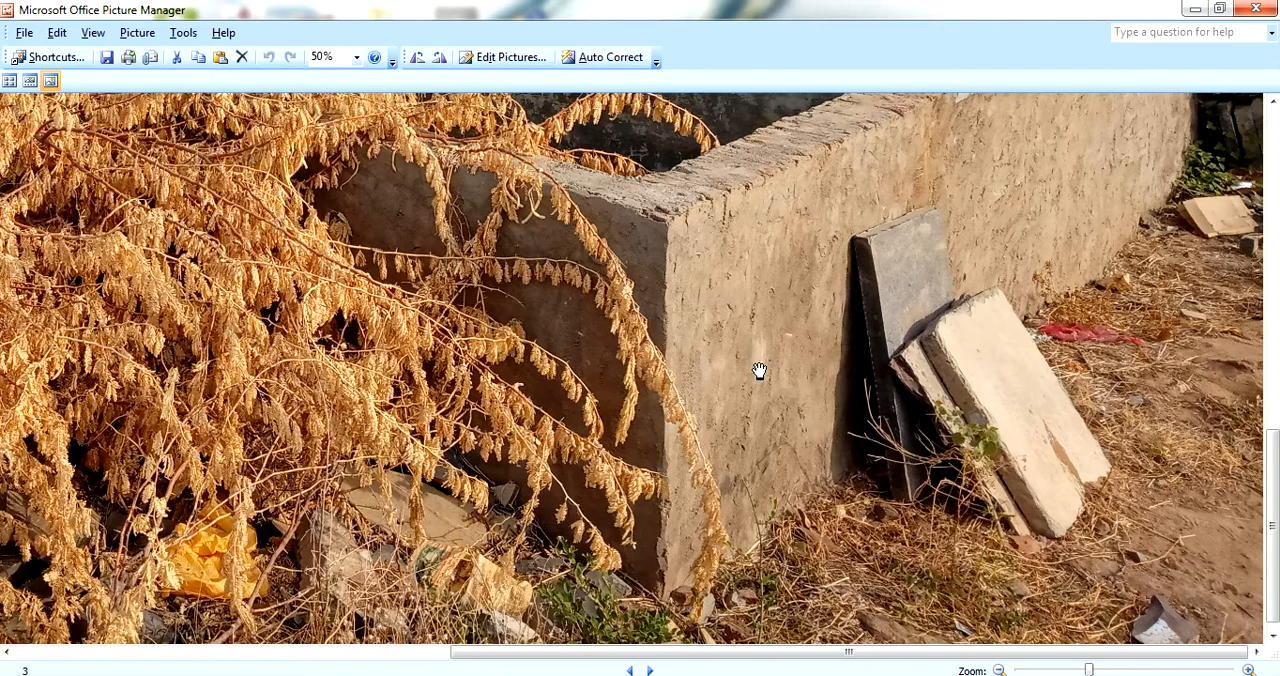 Microsoft Office Picture Manager
File Edit View Picture Tools Help
Type a question for help
Shortcuts... 50% Edit Pictures... Auto Correct
3
Zoom: